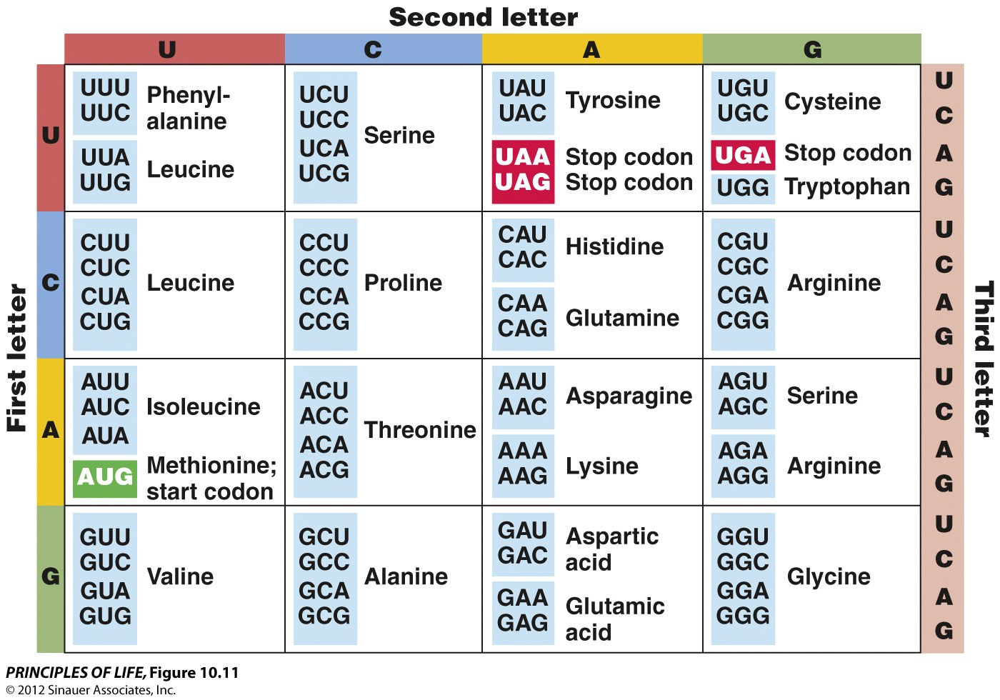 Second letter
U C A G
First letter
U
UUU
UUC
Phenyl-
alanine
UUA
UUG
Leucine
UCU
UCC
UCA
UCG
Serine
UAU
UAC
Tyrosine
UAA Stop codon
UAG Stop codon
UGU
UGC
Cysteine
UGA Stop codon
UGG Tryptophan
U
C
A
G
C
CUU
CUC
CUA
CUG
Leucine
CCU
CCC
CCA
CCG
Proline
CAU
CAC
Histidine
CAA
CAG
Glutamine
CGU
CGC
CGA
CGG
Arginine
U
C
A
G
A
AUU
AUC
AUA
Isoleucine
AUG
Methionine;
start codon
ACU
ACC
ACA
ACG
Threonine
AAU
AAC
Asparagine
AAA
AAG
Lysine
AGU
AGC
Serine
AGA
AGG
Arginine
U
C
A
G
G
GUU
GUC
GUA
GUG
Valine
GCU
GCC
GCA
GCG
Alanine
GAU
GAC
Aspartic
acid
GAA
GAG
Glutamic
acid
GGU
GGC
GGA
GGG
Glycine
U
C
A
G
Third letter
PRINCIPLES OF LIFE, Figure 10.11
© 2012 Sinauer Associates, Inc.